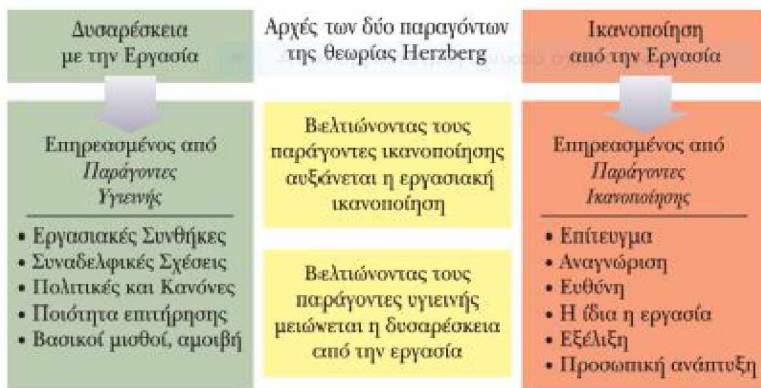 Δυσαρέσκεια
με την Εργασία
Επηρεασμένος από
Παράγοντες
Υγιεινής
• Εργασιακές Συνθήκες
• Συναδελφικές Σχέσεις
• Πολιτικές και Κανόνες
• Ποιότητα επιτήρησης
• Βασικοί μισθοί, αμοιβή
Αρχές των δύο παραγόντων
της θεωρίας Herzberg
Βελτιώνοντας τους
παράγοντες ικανοποίησης
αυξάνεται η εργασιακή
ικανοποίηση
Βελτιώνοντας τους
παράγοντες υγιεινής
μειώνεται η δυσαρέσκεια
από την εργασία
Ικανοποίηση
από την Εργασία
Επηρεασμένος από
Παράγοντες
Ικανοποίησης
• Επίτευγμα
• Αναγνώριση
• Ευθύνη
• Η ίδια η εργασία
• Εξέλιξη
• Προσωπική ανάπτυξη